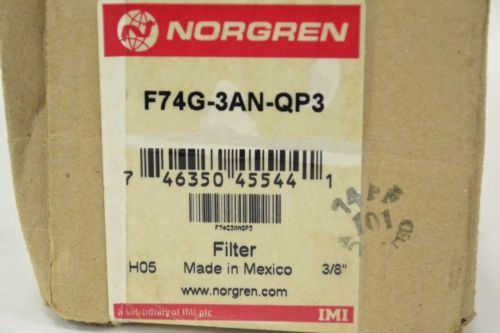 NORGREN
F74G-3AN-QP3
7 46350 45544 1
F74G3ANQP3
Filter
H05 Made in Mexico 3/8"
www.norgren.com
a subsidiary of IMI plc IMI
101